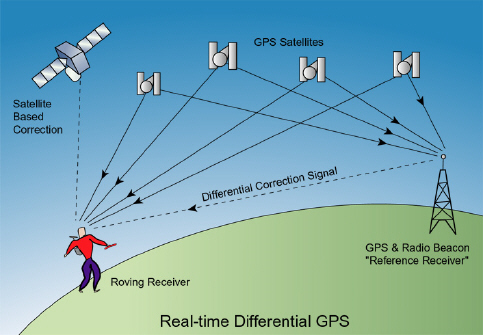 GPS Satellites
Satellite
Based
Correction
Differential Correction Signal
GPS & Radio Beacon
"Reference Receiver"
Roving Receiver
Real-time Differential GPS